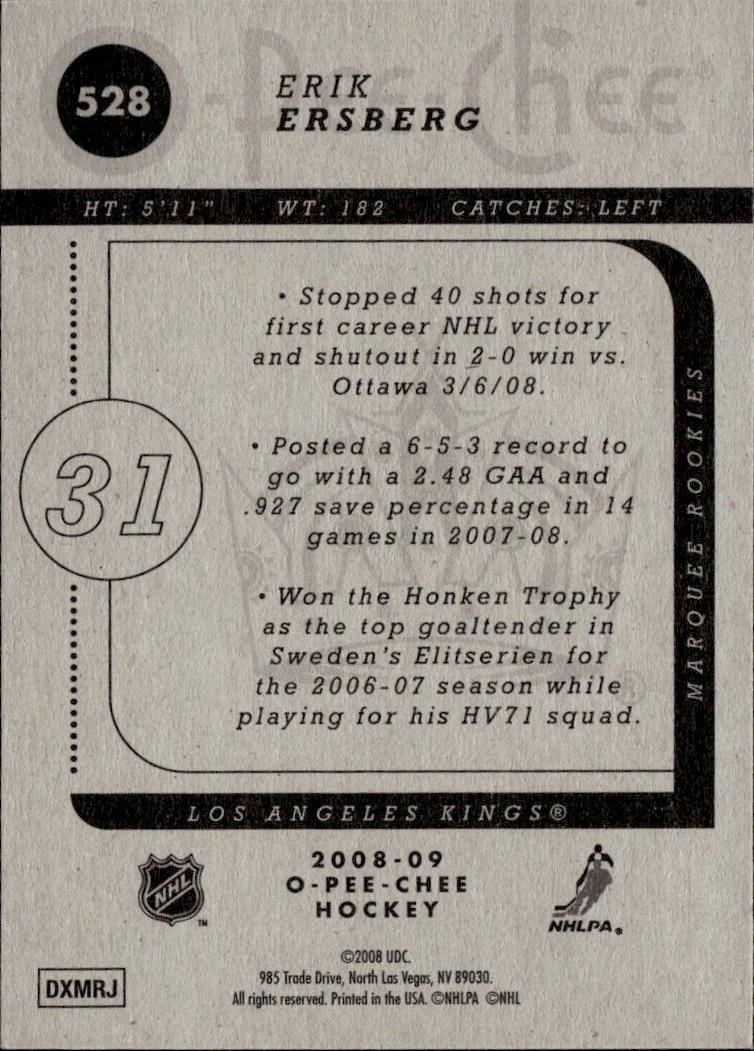 O-Pee-Chee®
528
ERIK
ERSBERG
HT: 5'11" WT: 182 CATCHES: LEFT
• Stopped 40 shots for
first career NHL victory
and shutout in 2-0 win vs.
Ottawa 3/6/08.
31
• Posted a 6-5-3 record to
go with a 2.48 GAA and
.927 save percentage in 14
games in 2007-08.
• Won the Honken Trophy
as the top goaltender in
Sweden's Elitserien for
the 2006-07 season while
playing for his HV71 squad.
MARQUEE ROOKIES
LOS ANGELES KINGS®
NHL
TM
2008-09
O-PEE-CHEE
HOCKEY
NHLPA®
©2008 UDC.
985 Trade Drive, North Las Vegas, NV 89030.
All rights reserved. Printed in the USA. ©NHLPA ©NHL
DXMRJ